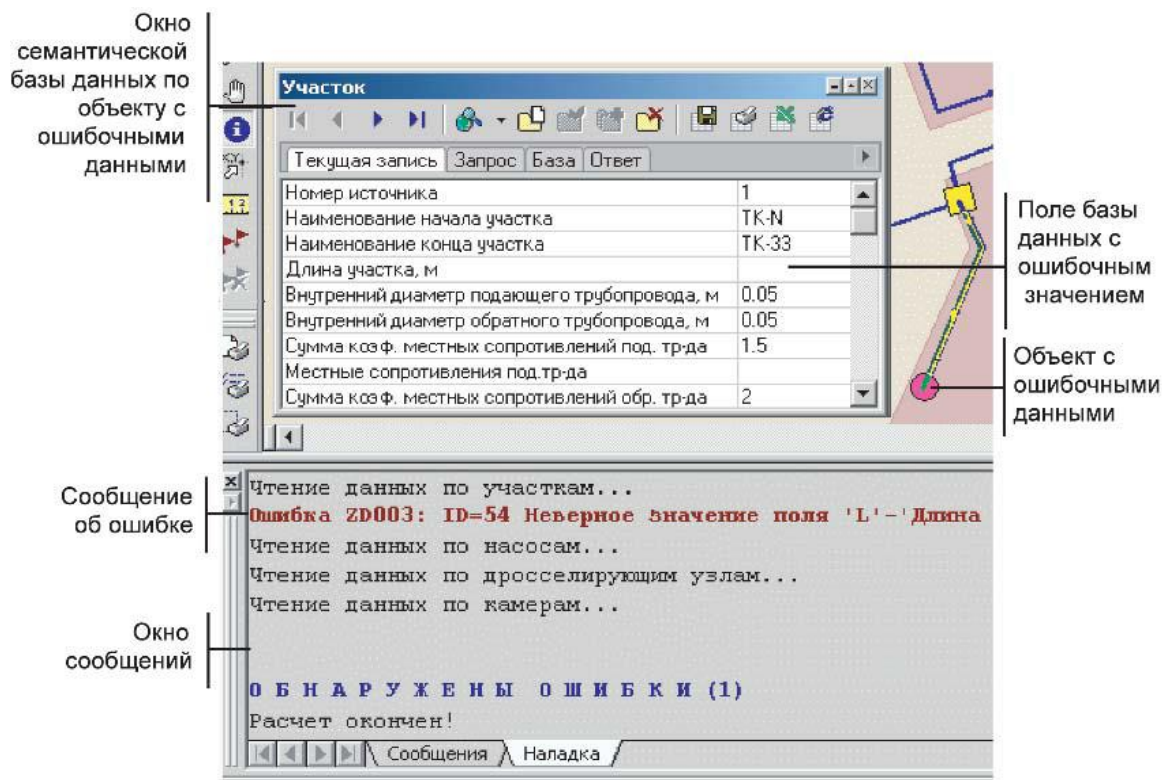 Окно
семантической
базы данных по
объекту с
ошибочными
данными
Участок
Текущая запись Запрос База Ответ
Номер источника 1
Наименование начала участка ТК-N
Наименование конца участка ТК-33
Длина участка, м
Внутренний диаметр подающего трубопровода, м 0.05
Внутренний диаметр обратного трубопровода, м 0.05
Сумма коэф. местных сопротивлений под. тр-да 1.5
Местные сопротивления под.тр-да
Сумма коэф. местных сопротивлений обр. тр-да 2
Поле базы
данных с
ошибочным
значением
Объект с
ошибочными
данными
Сообщение
об ошибке
Окно
сообщений
Чтение данных по участкам...
Ошибка ZD003: ID=54 Неверное значение поля 'L'-'Длина
Чтение данных по насосам...
Чтение данных по дросселирующим узлам...
Чтение данных по камерам...
О Б Н А Р У Ж Е Н Ы О Ш И Б К И (1)
Расчет окончен!
Сообщения Наладка